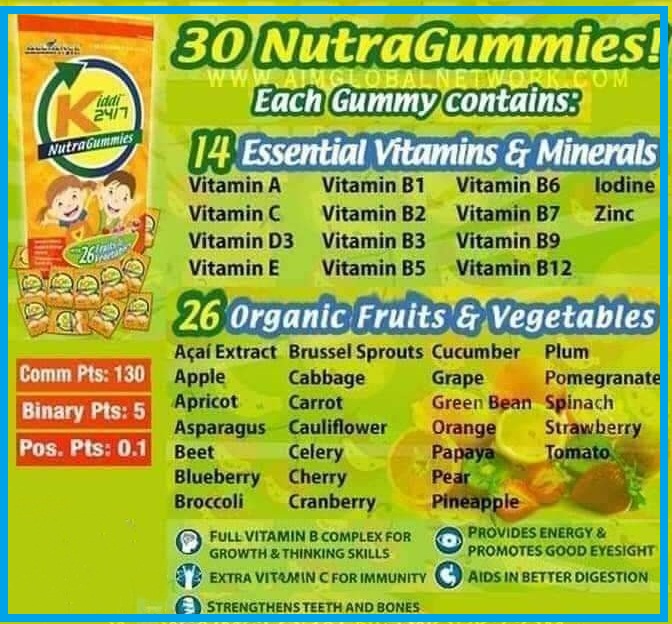 30 NutraGummies!
WWW.AIMGLOBALNETWORK.COM
Each Gummy contains:
Kiddi
24/7
NutraGummies
26 Fruits &
Vegetables
14 Essential Vitamins & Minerals
Vitamin A Vitamin B1 Vitamin B6 Iodine
Vitamin C Vitamin B2 Vitamin B7 Zinc
Vitamin D3 Vitamin B3 Vitamin B9
Vitamin E Vitamin B5 Vitamin B12
26 Organic Fruits & Vegetables
Açaí Extract Brussel Sprouts Cucumber Plum
Apple Cabbage Grape Pomegranate
Apricot Carrot Green Bean Spinach
Asparagus Cauliflower Orange Strawberry
Beet Celery Papaya Tomato
Blueberry Cherry Pear
Broccoli Cranberry Pineapple
Comm Pts: 130
Binary Pts: 5
Pos. Pts: 0.1
FULL VITAMIN B COMPLEX FOR
GROWTH & THINKING SKILLS
EXTRA VITAMIN C FOR IMMUNITY
STRENGTHENS TEETH AND BONES
PROVIDES ENERGY &
PROMOTES GOOD EYESIGHT
AIDS IN BETTER DIGESTION